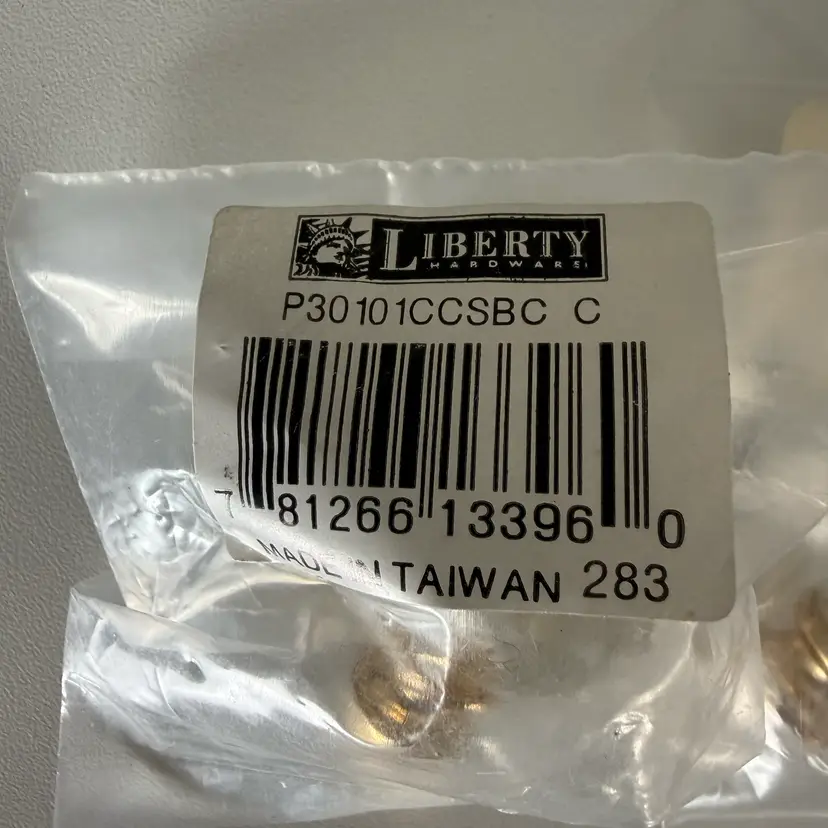 LIBERTY
HARDWARE
P30101CCSBC C
7 81266 13396 0
MADE IN TAIWAN 283